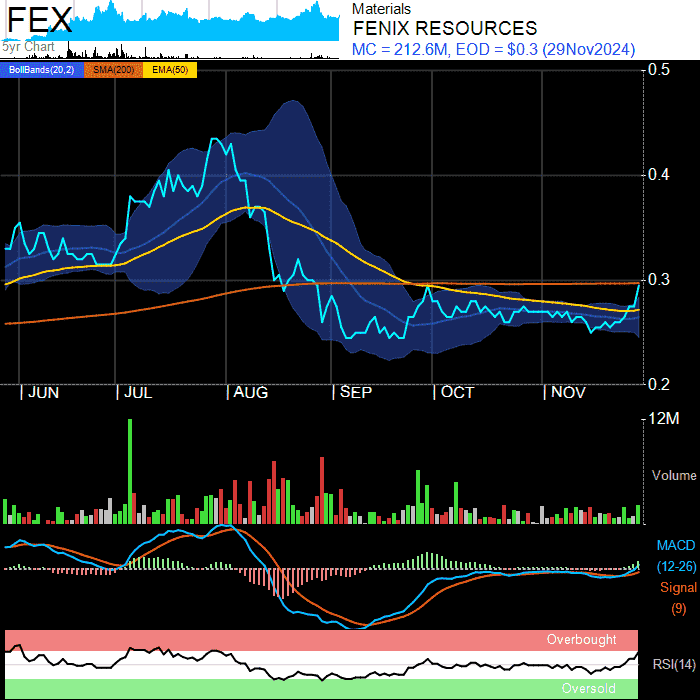 FEX
5yr Chart
Materials
FENIX RESOURCES
MC = 212.6M, EOD = $0.3 (29Nov2024)
BollBands(20,2) SMA(200) EMA(50)
0.5
0.4
0.3
0.2
JUN JUL AUG SEP OCT NOV
12M
Volume
MACD
(12-26)
Signal
(9)
Overbought
RSI(14)
Oversold